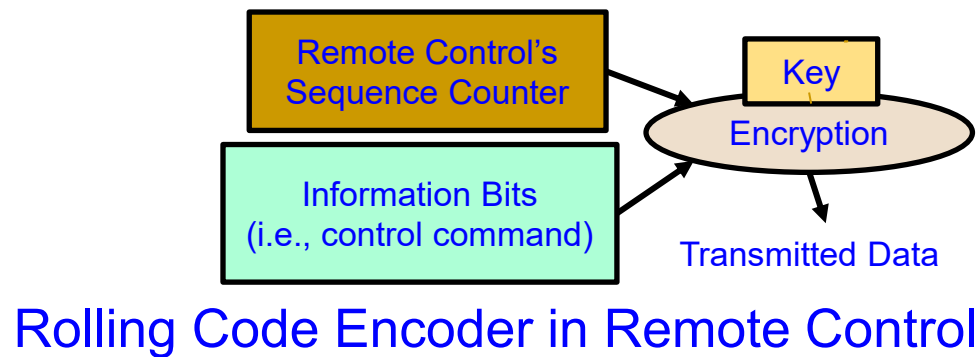 Remote Control’s
Sequence Counter
Key
Encryption
Information Bits
(i.e., control command)
Transmitted Data
Rolling Code Encoder in Remote Control